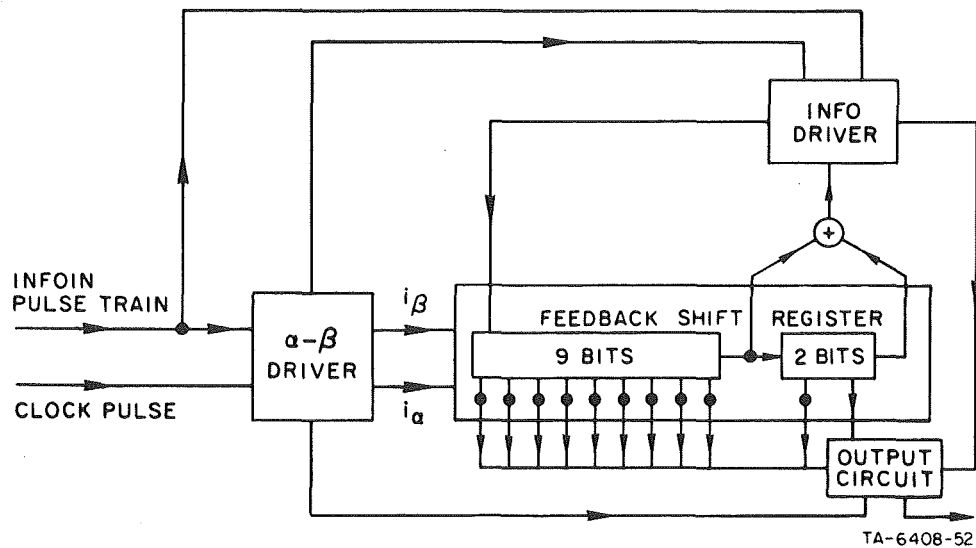 INFO
DRIVER
+
INFOIN
PULSE TRAIN
α-β
DRIVER
iβ
iα
CLOCK PULSE
FEEDBACK SHIFT REGISTER
9 BITS
2 BITS
OUTPUT
CIRCUIT
TA-6408-52